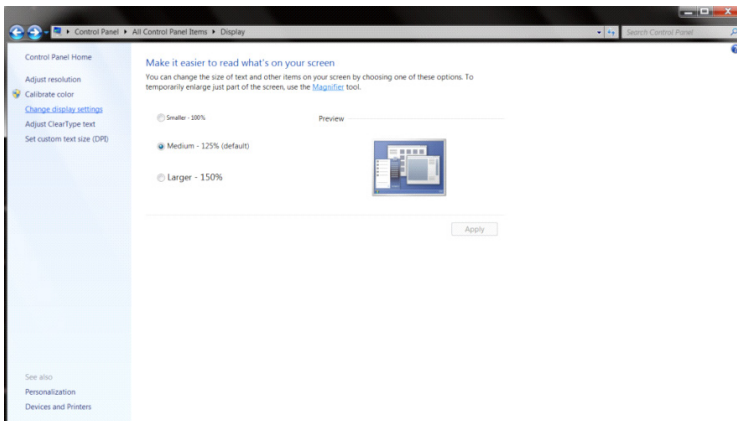 Control Panel ▸ All Control Panel Items ▸ Display
Search Control Panel
Control Panel Home
Adjust resolution
Calibrate color
Change display settings
Adjust ClearType text
Set custom text size (DPI)
Make it easier to read what's on your screen
You can change the size of text and other items on your screen by choosing one of these options. To
temporarily enlarge just part of the screen, use the Magnifier tool.
Smaller - 100%
Preview
Medium - 125% (default)
Larger - 150%
Apply
See also
Personalization
Devices and Printers